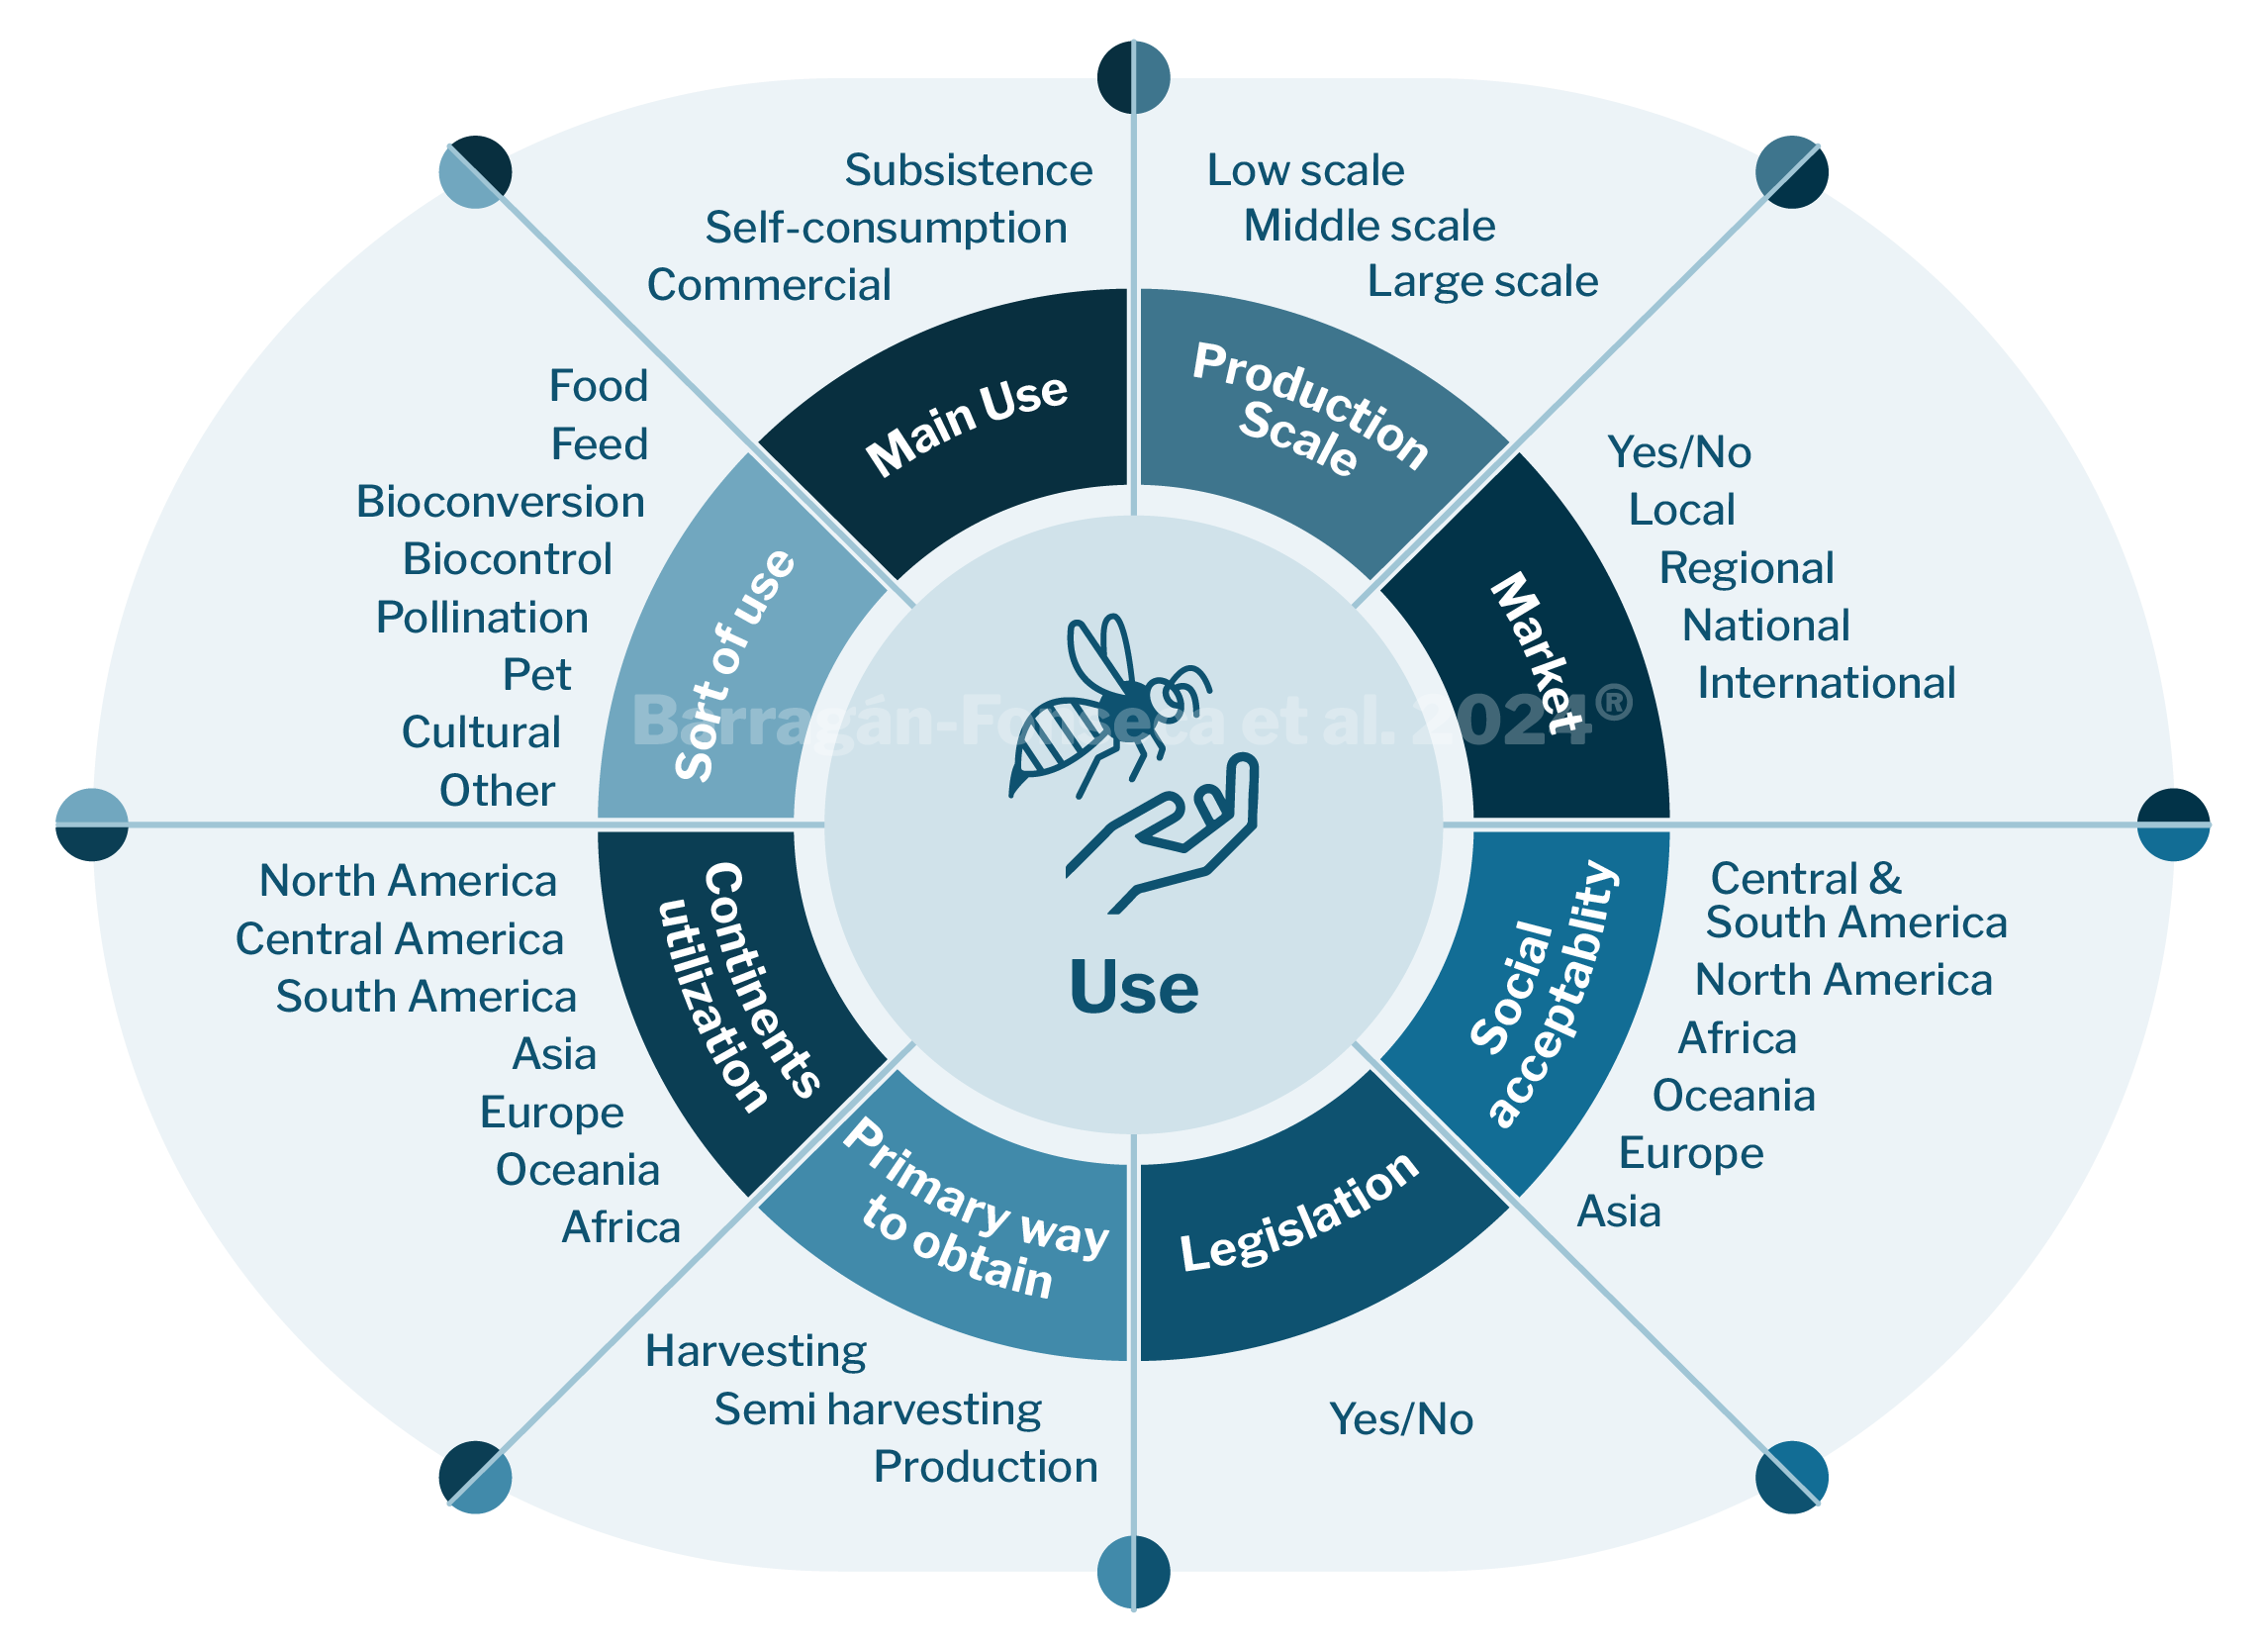 Subsistence
Self-consumption
Commercial
Low scale
Middle scale
Large scale
Main Use
Production
Scale
Food
Feed
Bioconversion
Biocontrol
Pollination
Pet
Cultural
Other
Sort of use
Yes/No
Local
Regional
National
International
Market
Barragán-Fonseca et al. 2024®
Use
North America
Central America
South America
Asia
Europe
Oceania
Africa
Continents
utilization
Social
acceptablity
Central &
South America
North America
Africa
Oceania
Europe
Asia
Primary way
to obtain
Legislation
Harvesting
Semi harvesting
Production
Yes/No